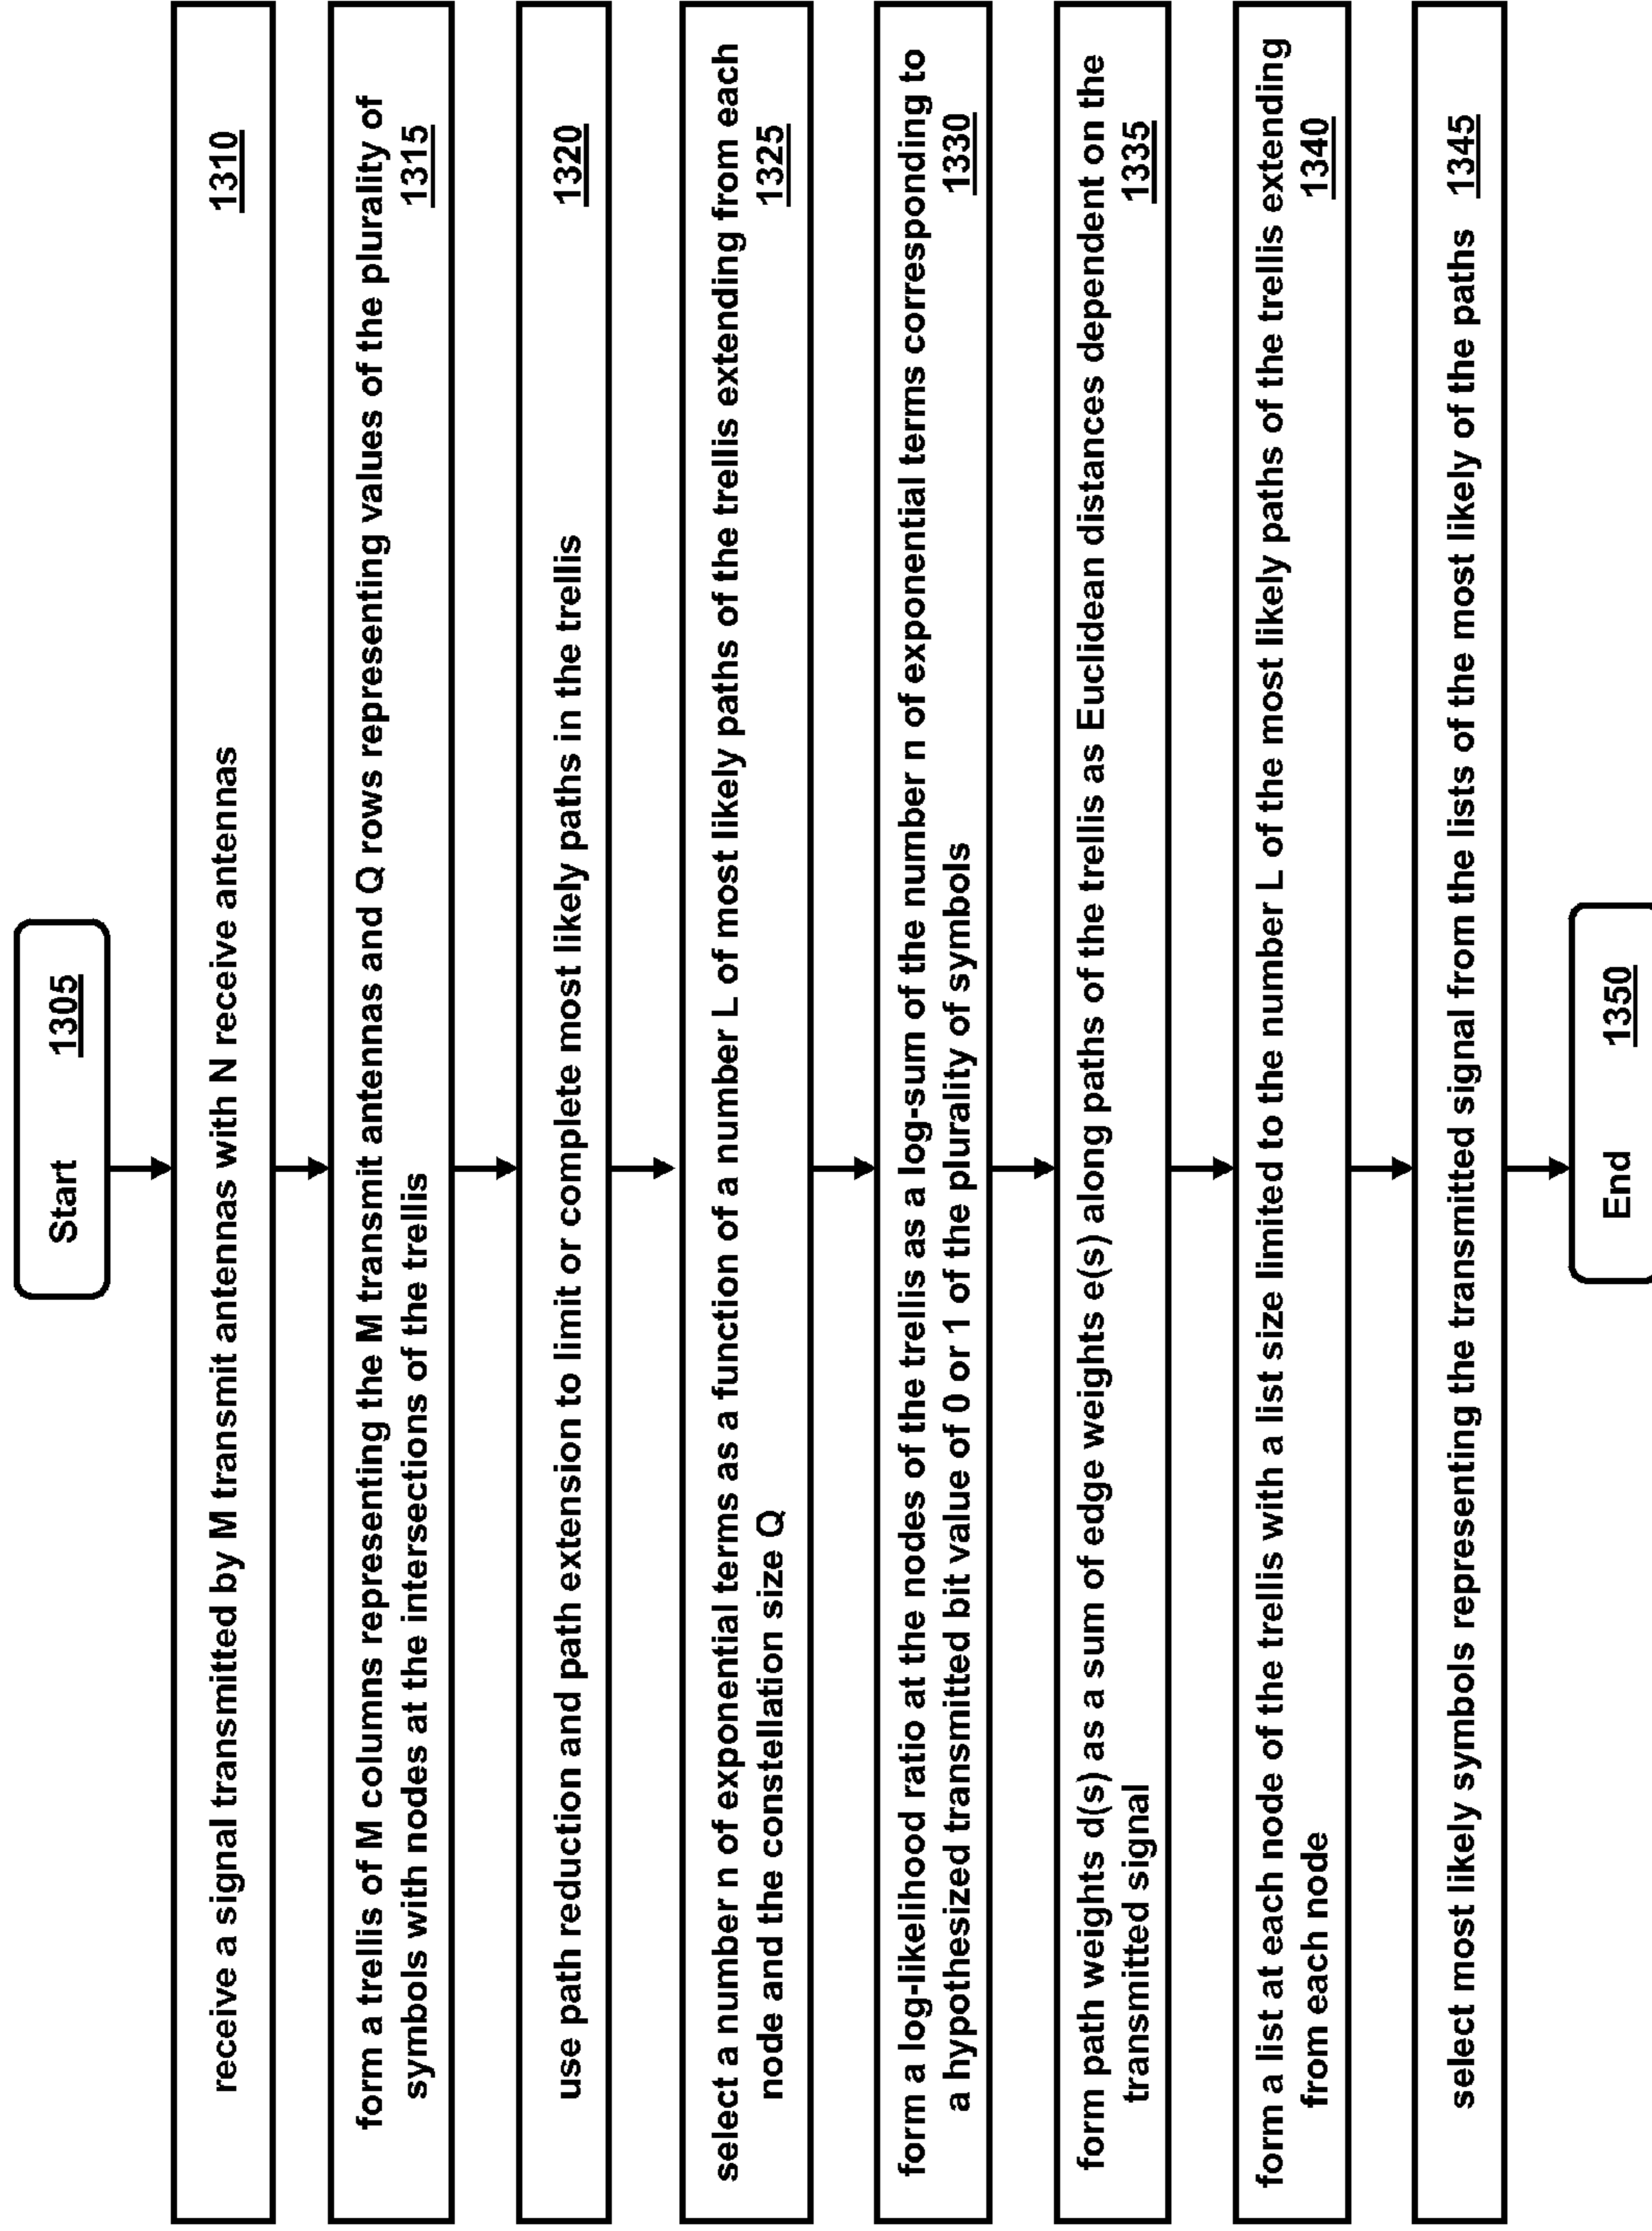 Start 1305
receive a signal transmitted by M transmit antennas with N receive antennas 1310
form a trellis of M columns representing the M transmit antennas and Q rows representing values of the plurality of
symbols with nodes at the intersections of the trellis 1315
use path reduction and path extension to limit or complete most likely paths in the trellis 1320
select a number n of exponential terms as a function of a number L of most likely paths of the trellis extending from each
node and the constellation size Q 1325
form a log-likelihood ratio at the nodes of the trellis as a log-sum of the number n of exponential terms corresponding to
a hypothesized transmitted bit value of 0 or 1 of the plurality of symbols 1330
form path weights d(s) as a sum of edge weights e(s) along paths of the trellis as Euclidean distances dependent on the
transmitted signal 1335
form a list at each node of the trellis with a list size limited to the number L of the most likely paths of the trellis extending
from each node 1340
select most likely symbols representing the transmitted signal from the lists of the most likely of the paths 1345
End 1350